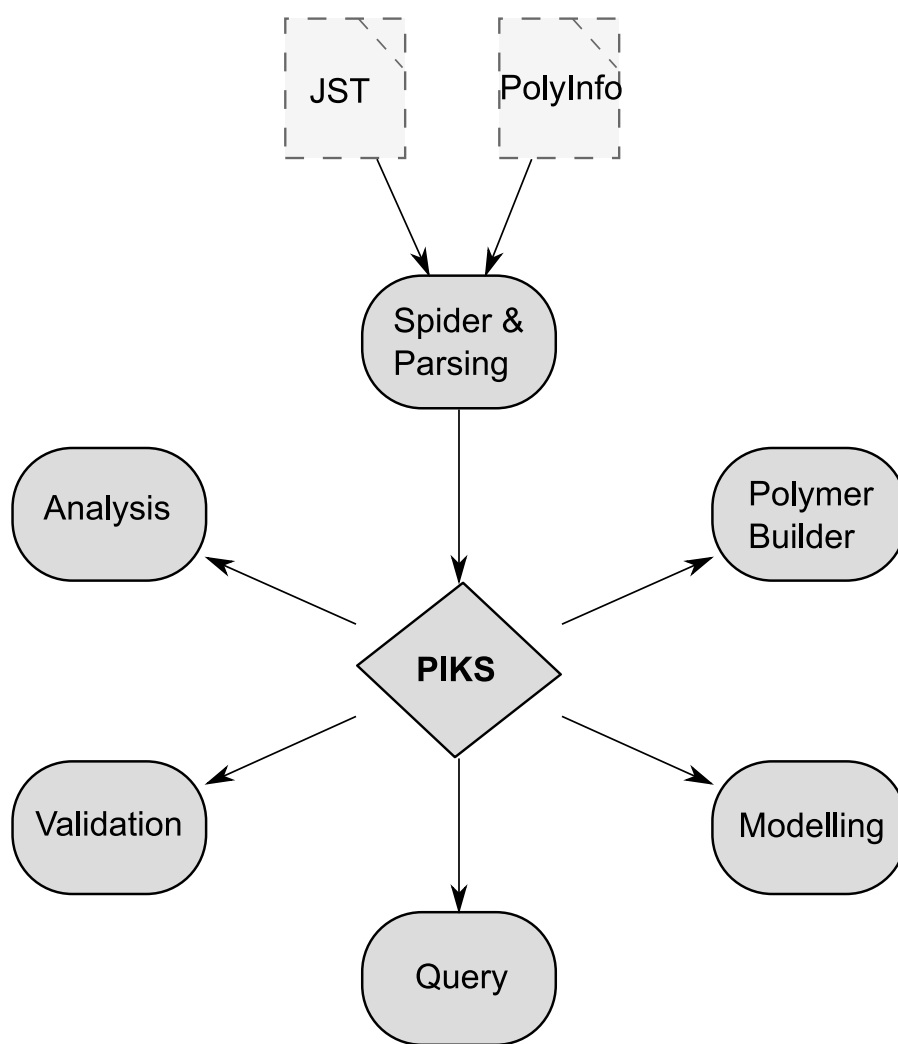 JST
PolyInfo
Spider &
Parsing
Analysis
Polymer
Builder
PIKS
Validation
Modelling
Query